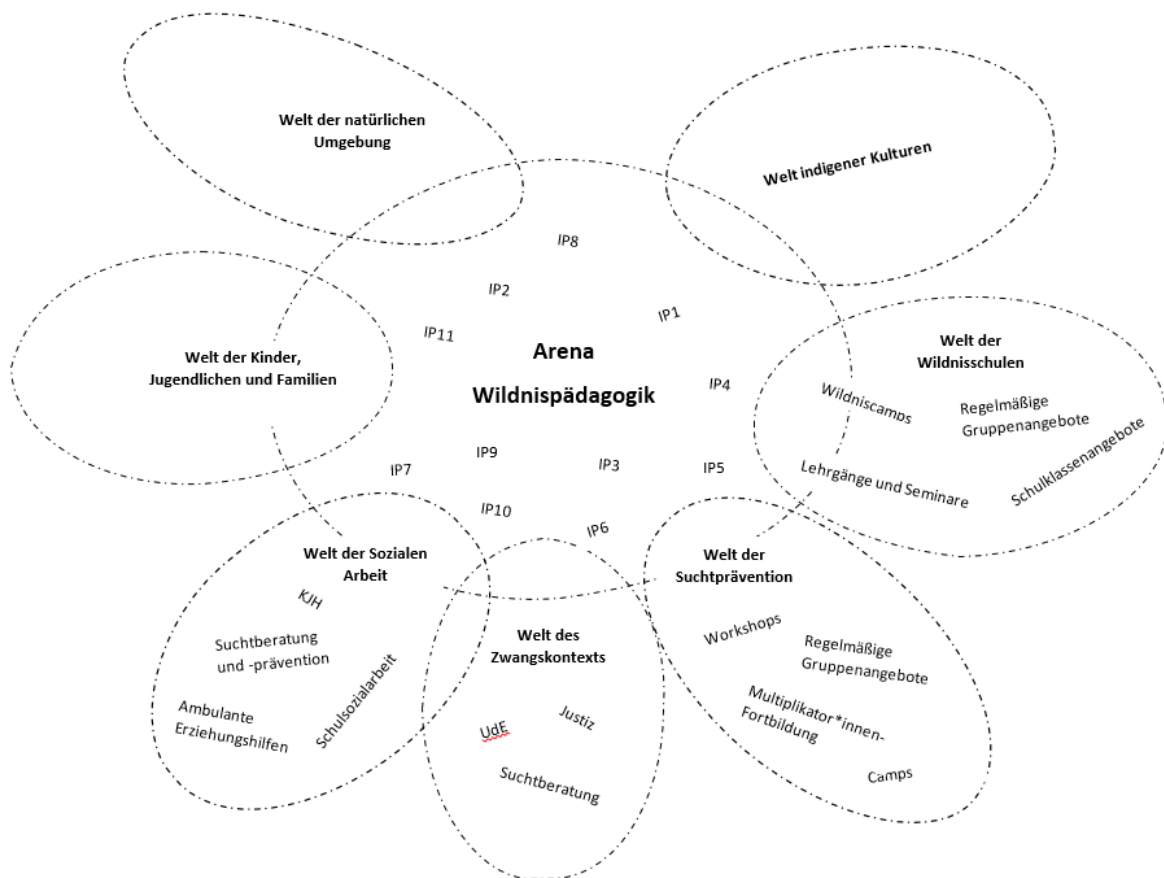 Welt der natürlichen
Umgebung
Welt indigener Kulturen
IP8
IP2
IP1
IP11
Arena
Wildnispädagogik
IP4
Welt der Kinder,
Jugendlichen und Familien
Welt der
Wildnisschulen
Wildniscamps
Regelmäßige
Gruppenangebote
Lehrgänge und Seminare
Schulklassenangebote
IP7
IP9
IP3
IP5
IP10
IP6
Welt der Sozialen
Arbeit
KJH
Suchtberatung
und -prävention
Schulsozialarbeit
Ambulante
Erziehungshilfen
Welt des
Zwangskontexts
UdE
Justiz
Suchtberatung
Welt der
Suchtprävention
Workshops
Regelmäßige
Gruppenangebote
Multiplikator*innen-
Fortbildung
Camps